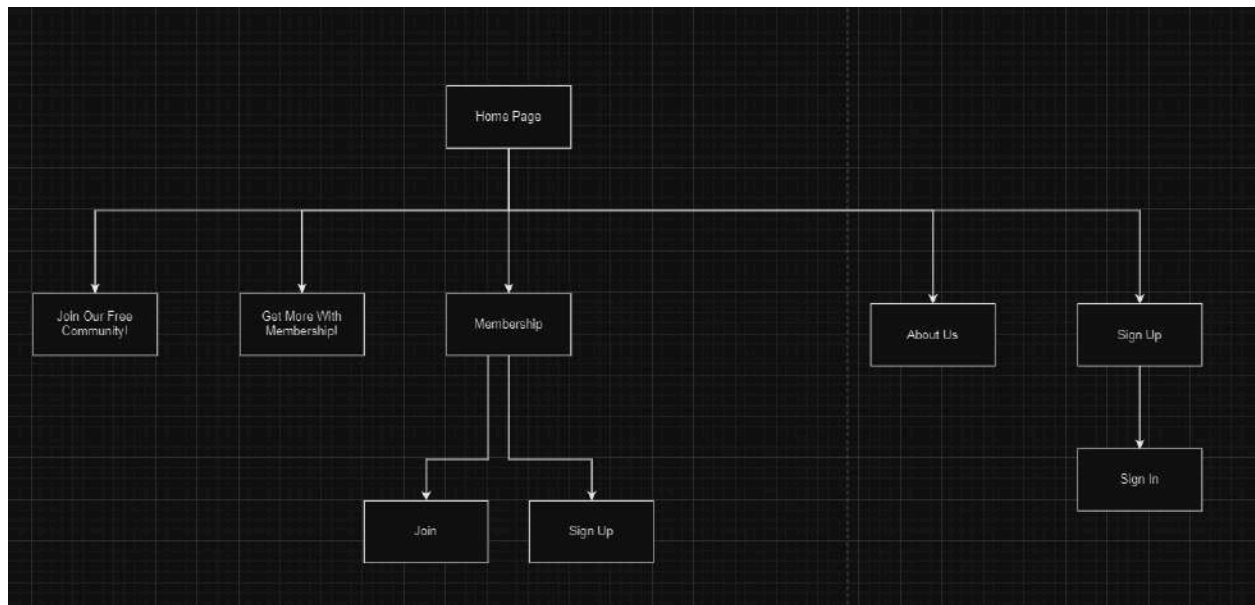 Home Page
Join Our Free
Community!
Get More With
Membership!
Membership
About Us
Sign Up
Join
Sign Up
Sign In